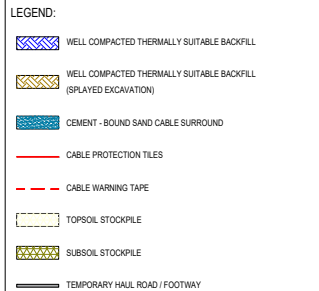 LEGEND:
WELL COMPACTED THERMALLY SUITABLE BACKFILL
WELL COMPACTED THERMALLY SUITABLE BACKFILL
(SPLAYED EXCAVATION)
CEMENT - BOUND SAND CABLE SURROUND
CABLE PROTECTION TILES
CABLE WARNING TAPE
TOPSOIL STOCKPILE
SUBSOIL STOCKPILE
TEMPORARY HAUL ROAD / FOOTWAY